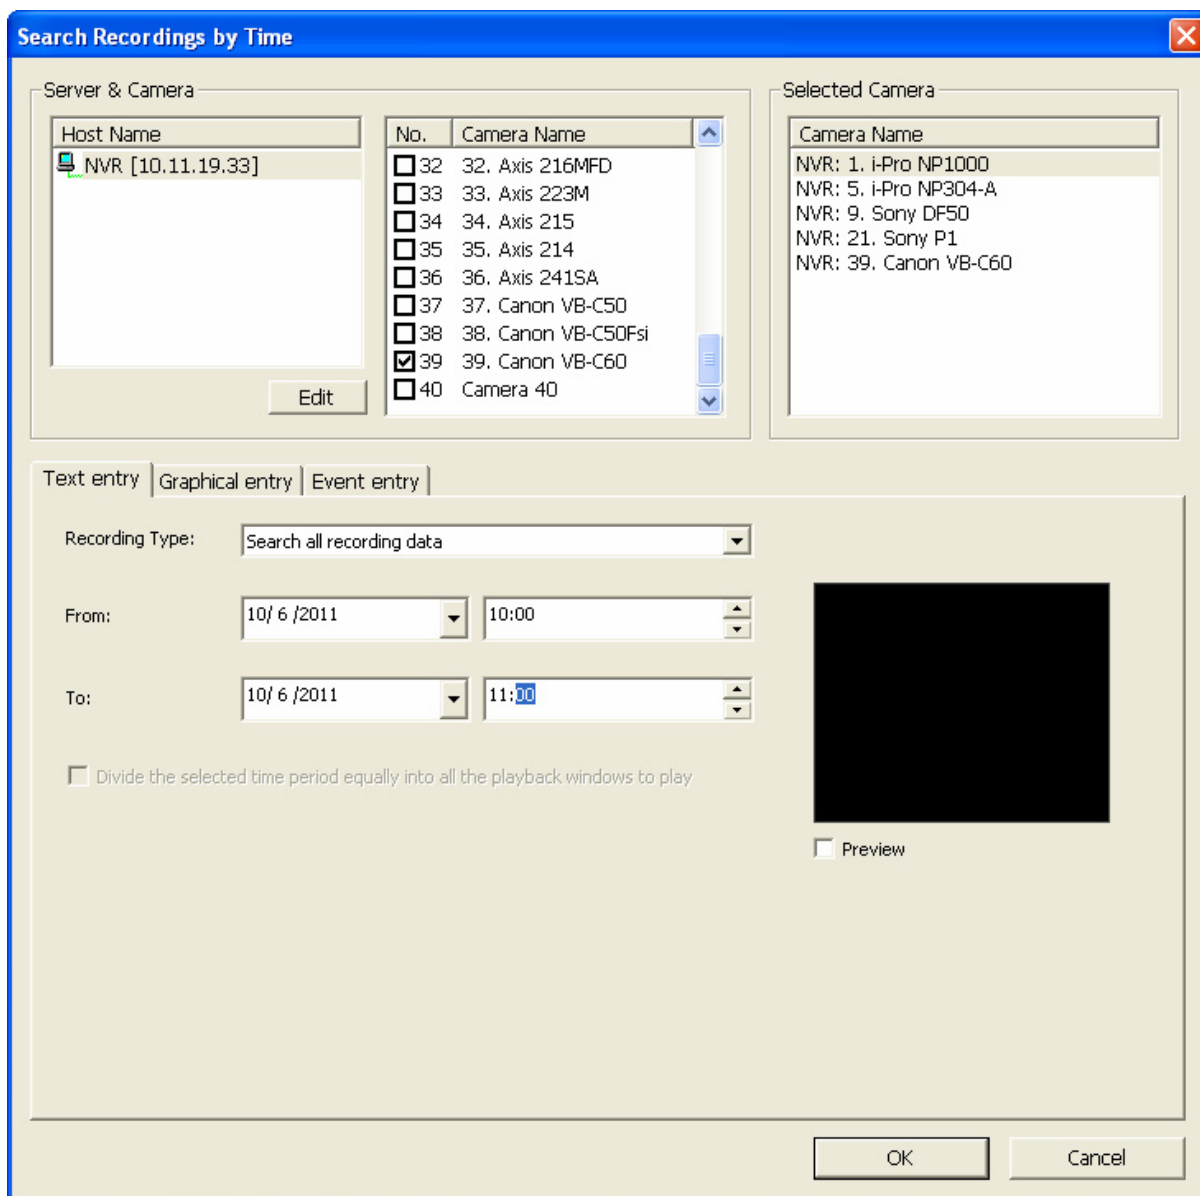 Search Recordings by Time
Server & Camera
Host Name
NVR [10.11.19.33]
Edit
No. Camera Name
32 32. Axis 216MFD
33 33. Axis 223M
34 34. Axis 215
35 35. Axis 214
36 36. Axis 241SA
37 37. Canon VB-C50
38 38. Canon VB-C50Fsi
39 39. Canon VB-C60
40 Camera 40
Selected Camera
Camera Name
NVR: 1. i-Pro NP1000
NVR: 5. i-Pro NP304-A
NVR: 9. Sony DF50
NVR: 21. Sony P1
NVR: 39. Canon VB-C60
Text entry Graphical entry Event entry
Recording Type: Search all recording data
From: 10/ 6 /2011 10:00
To: 10/ 6 /2011 11:00
Divide the selected time period equally into all the playback windows to play
Preview
OK Cancel